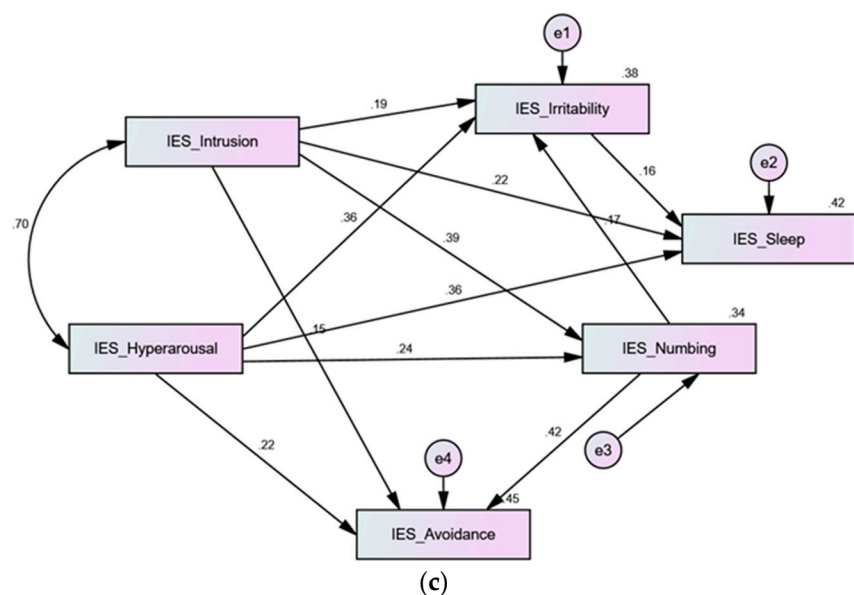 e1
.38
IES_Irritability
.19
IES_Intrusion
e2
.16
.42
.22
.70
.36
.17
IES_Sleep
.39
.36
.34
.15
IES_Hyperarousal
.24
IES_Numbing
.22
.42
e4
e3
.45
IES_Avoidance
(c)